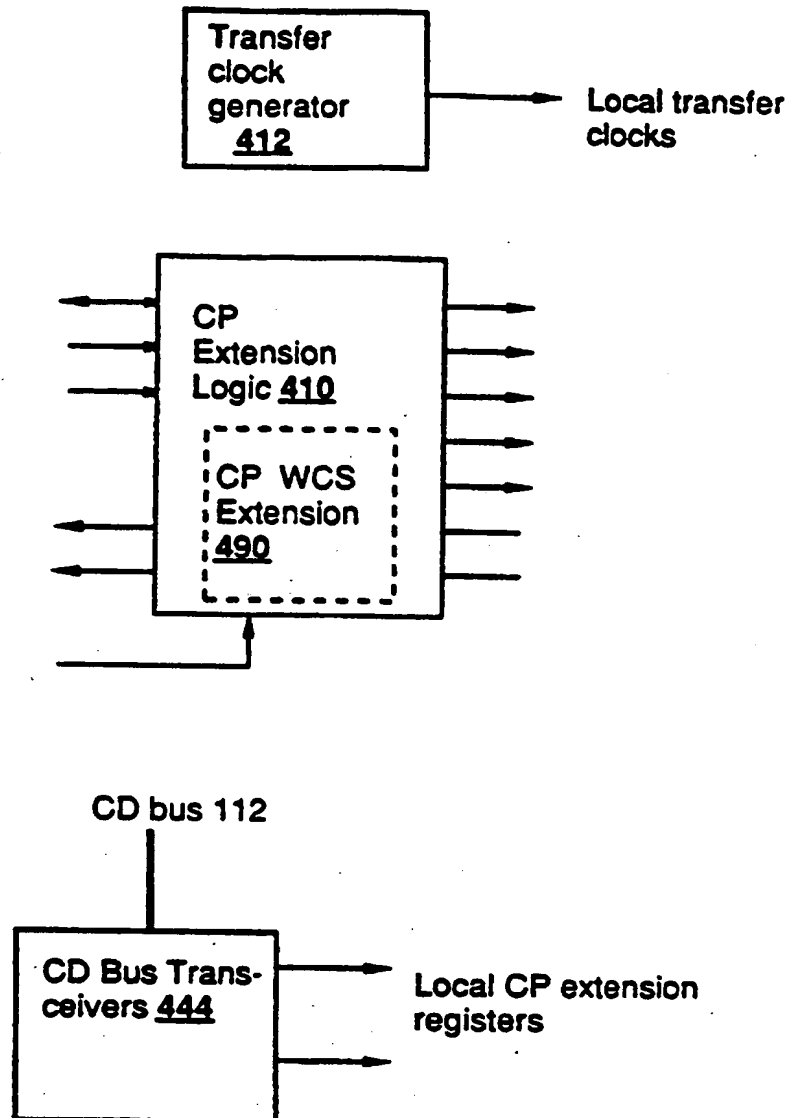 Transfer
clock
generator
412
Local transfer
clocks
CP
Extension
Logic 410
CP WCS
Extension
490
CD bus 112
CD Bus Trans-
ceivers 444
Local CP extension
registers